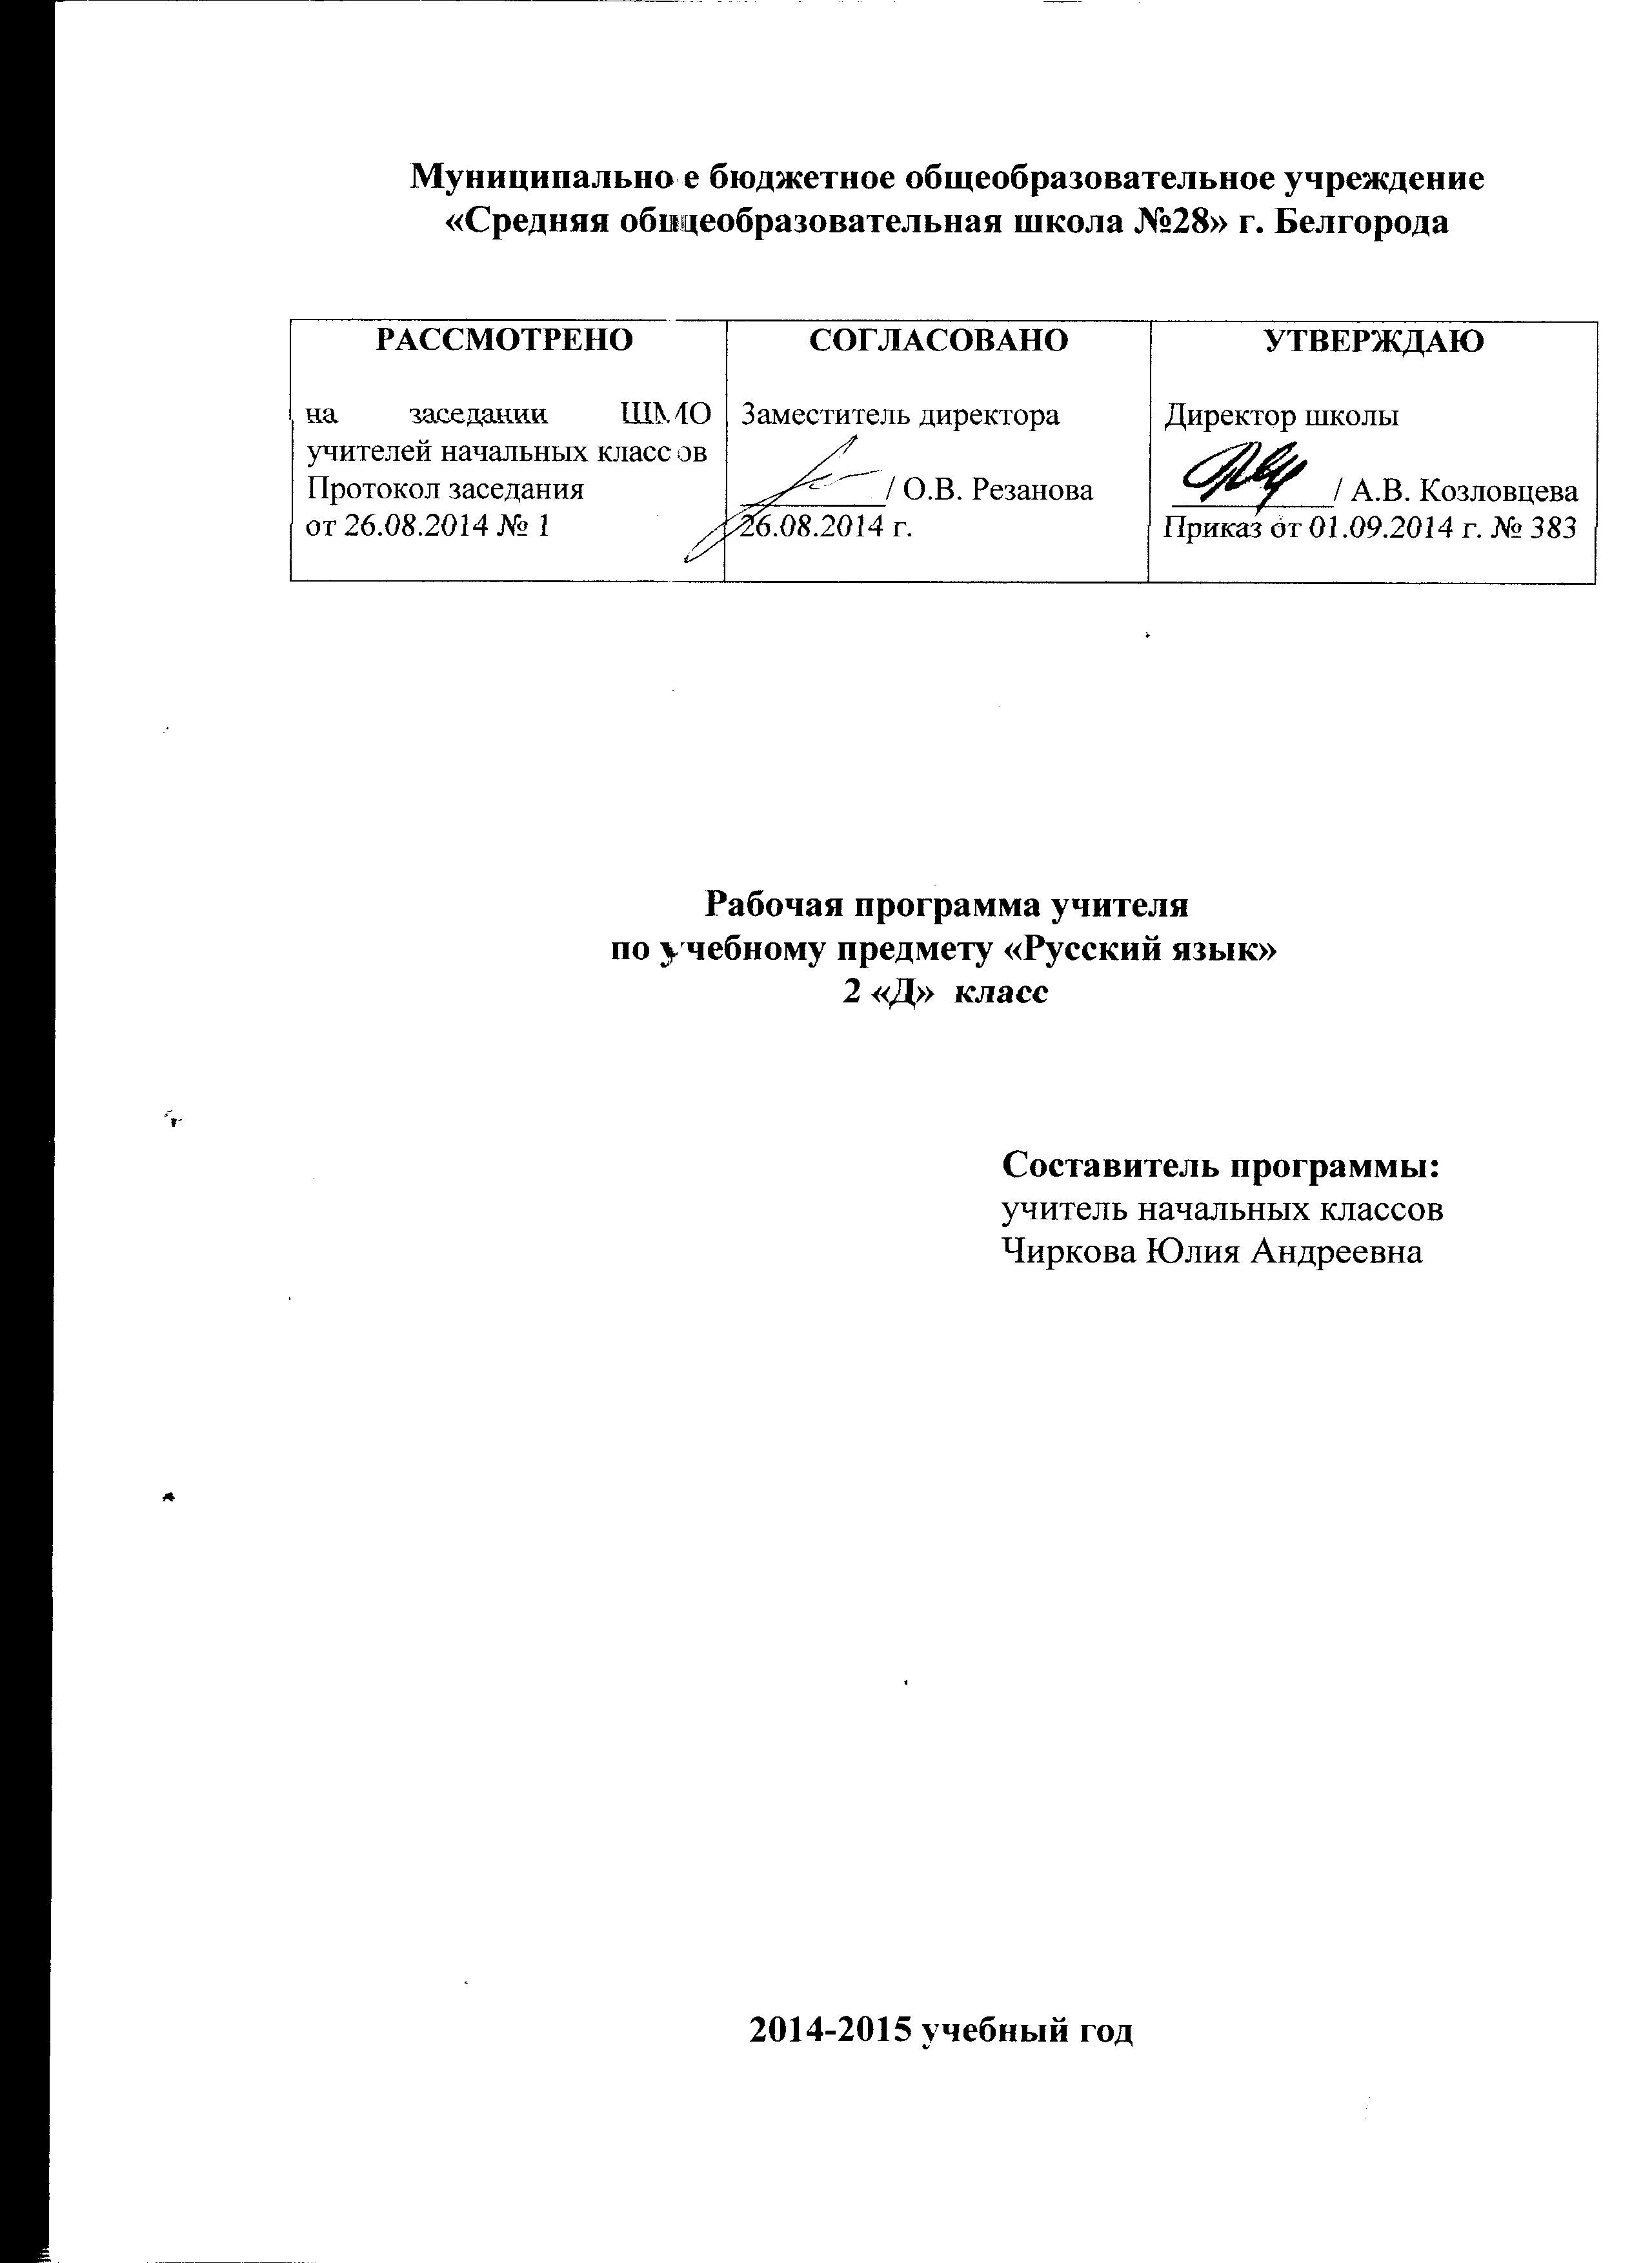 Муниципальное бюджетное общеобразовательное учреждение
«Средняя общеобразовательная школа №28» г. Белгорода
РАССМОТРЕНО
на заседании ШМО
учителей начальных классов
Протокол заседания
от 26.08.2014 № 1
СОГЛАСОВАНО
Заместитель директора
/ О.В. Резанова
26.08.2014 г.
УТВЕРЖДАЮ
Директор школы
/ А.В. Козловцева
Приказ от 01.09.2014 г. № 383
Рабочая программа учителя
по учебному предмету «Русский язык»
2 «Д» класс
Составитель программы:
учитель начальных классов
Чиркова Юлия Андреевна
2014-2015 учебный год